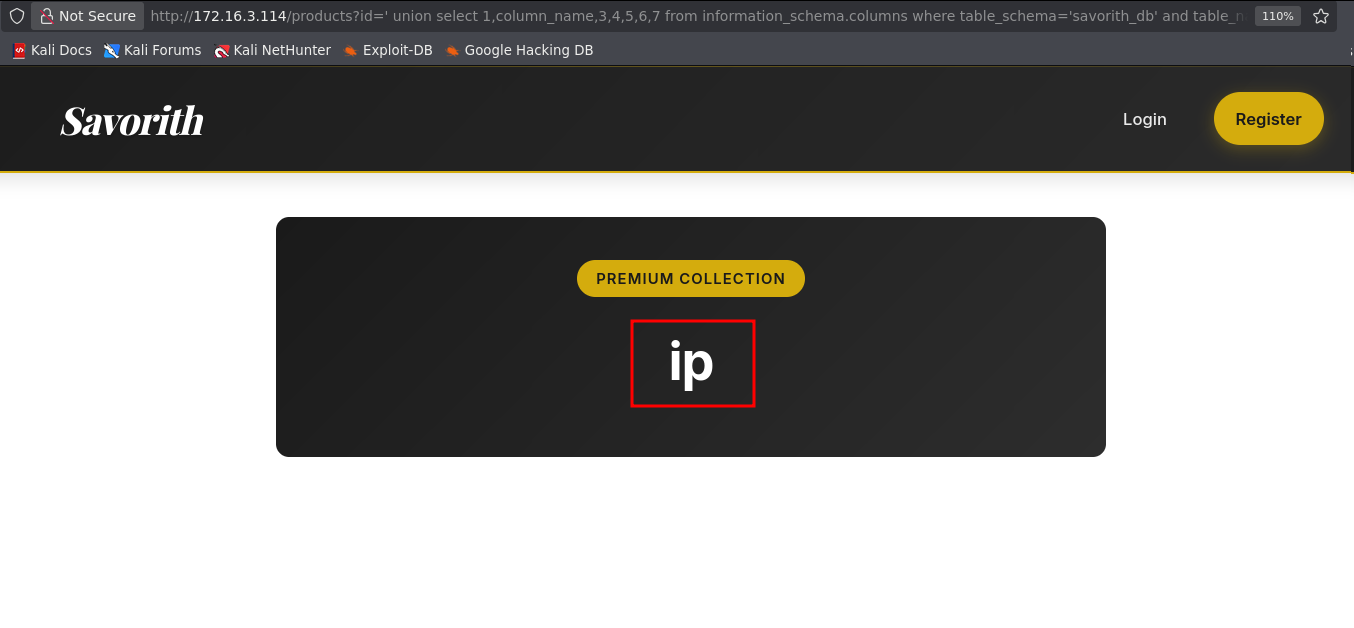 Not Secure http://172.16.3.114/products?id=' union select 1,column_name,3,4,5,6,7 from information_schema.columns where table_schema='savorith_db' and table_n 110%
Kali Docs Kali Forums Kali NetHunter Exploit-DB Google Hacking DB
Savorith Login Register
PREMIUM COLLECTION
ip